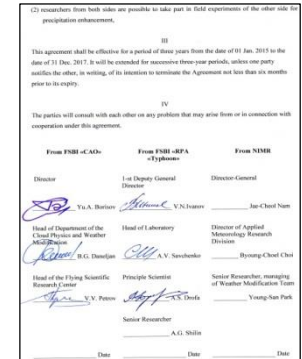 (2) researchers from both sides are possible to take part in field experiments of the other side for
precipitation enhancement,
III
This agreement shall be effective for a period of three years from the date of 01 Jan. 2015 to the
date of 31 Dec. 2017. It will be extended for successive three-year periods, unless one party
notifies the other, in writing, of its intention to terminate the Agreement not less than six months
prior to its expiry.
IV
The parties will consult with each other on any problem that may arise from or in connection with
cooperation under this agreement.
From FSBI «CAO» From FSBI «RPA From NIMR
«Typhoon»
Director 1-st Deputy General Director-General
Director
Yu.A. Borisov V.N.Ivanov Jae-Cheol Nam
Head of Department of the Head of Laboratory Director of Applied
Cloud Physics and Weather Meteorology Research
Modification Division
B.G. Daneljan A.V. Savchenko Byoung-Choel Choi
Head of the Flying Scientific Principle Scientist Senior Researcher, managing
Research Center of Weather Modification Team
V.V. Petrov A.S. Drofa Young-San Park
Senior Researcher
A.G. Shilin
Date Date Date